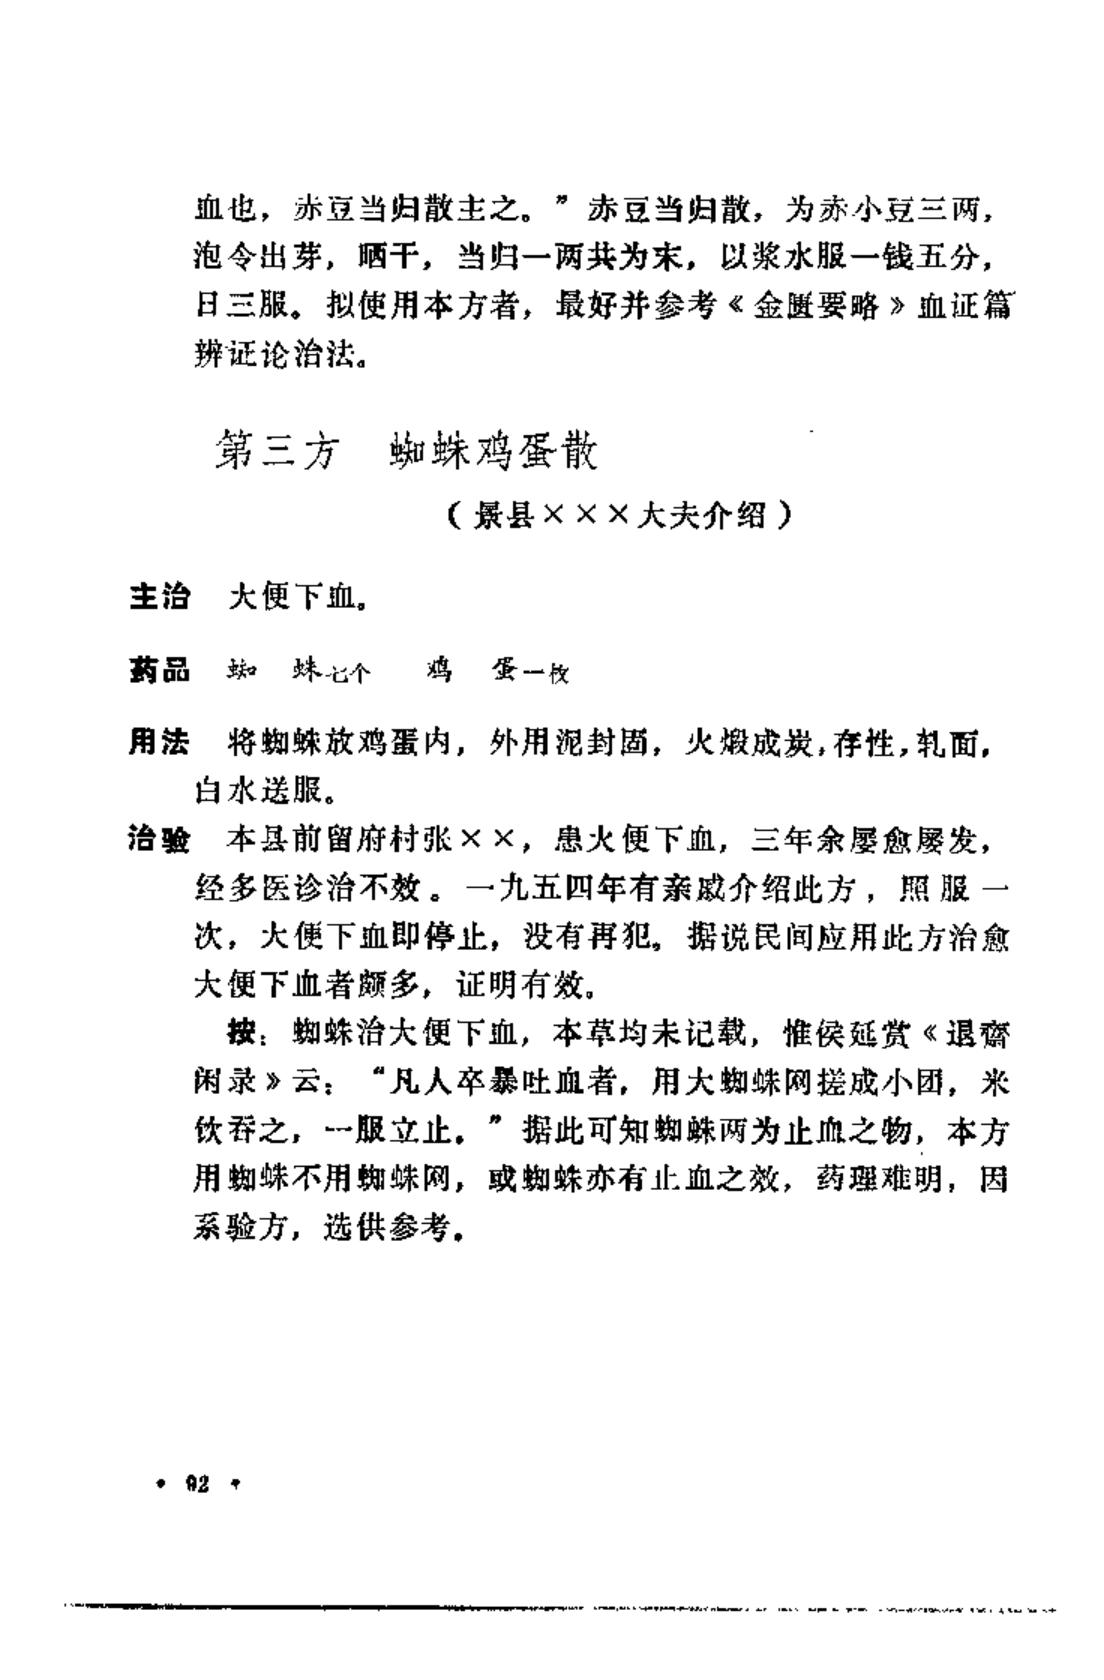 血也，赤豆当归散主之。”赤豆当归散，为赤小豆三两，
泡令出芽，晒干，当归一两共为末，以浆水服一钱五分，
日三服。拟使用本方者，最好并参考《金匮要略》血证篇
辨证论治法。
第三方　蜘蛛鸡蛋散
（景县×××大夫介绍）
主治　大便下血。
药品　蜘　蛛七个　鸡　蛋一枚
用法　将蜘蛛放鸡蛋内，外用泥封固，火煅成炭，存性，轧面，
白水送服。
治验　本县前留府村张××，患大便下血，三年余屡愈屡发，
经多医诊治不效。一九五四年有亲戚介绍此方，照服一
次，大便下血即停止，没有再犯。据说民间应用此方治愈
大便下血者颇多，证明有效。
按：蜘蛛治大便下血，本草均未记载，惟侯延赏《退齋
闲录》云：“凡人卒暴吐血者，用大蜘蛛网搓成小团，米
饮吞之，一服立止。”据此可知蜘蛛网为止血之物，本方
用蜘蛛不用蜘蛛网，或蜘蛛亦有止血之效，药理难明，因
系验方，选供参考。
• 92 •